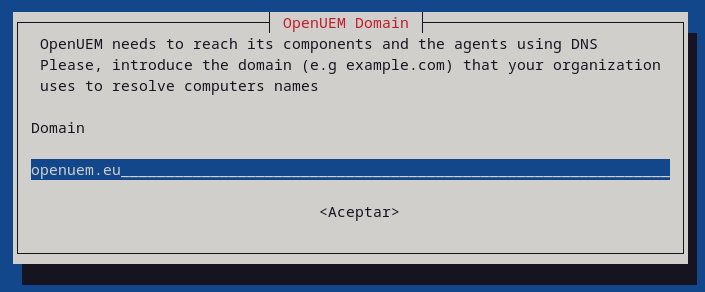 OpenUEM Domain
OpenUEM needs to reach its components and the agents using DNS
Please, introduce the domain (e.g example.com) that your organization
uses to resolve computers names
Domain
openuem.eu
<Aceptar>